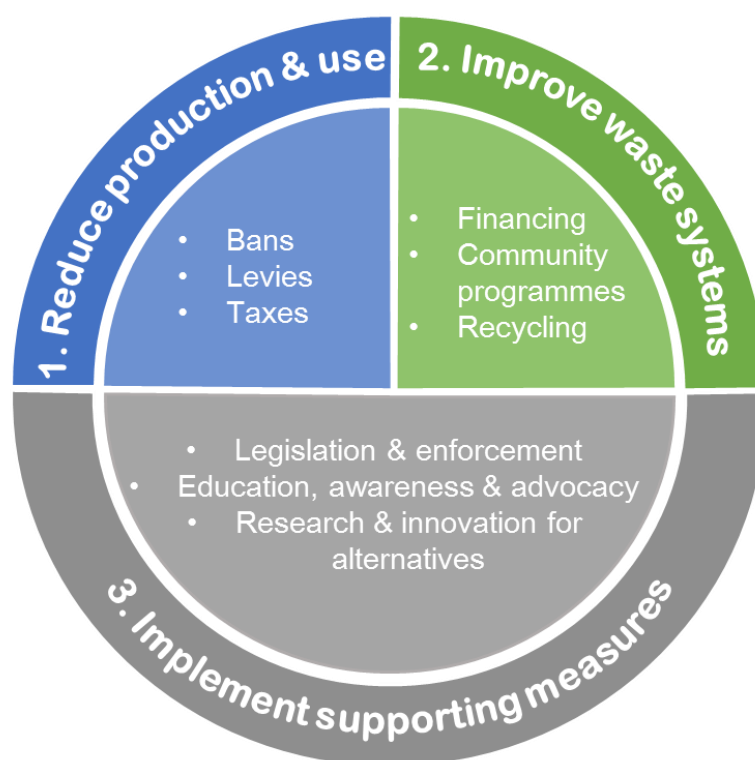 1. Reduce production & use
2. Improve waste systems
• Bans
• Levies
• Taxes
• Financing
• Community
programmes
• Recycling
• Legislation & enforcement
• Education, awareness & advocacy
• Research & innovation for
alternatives
3. Implement supporting measures